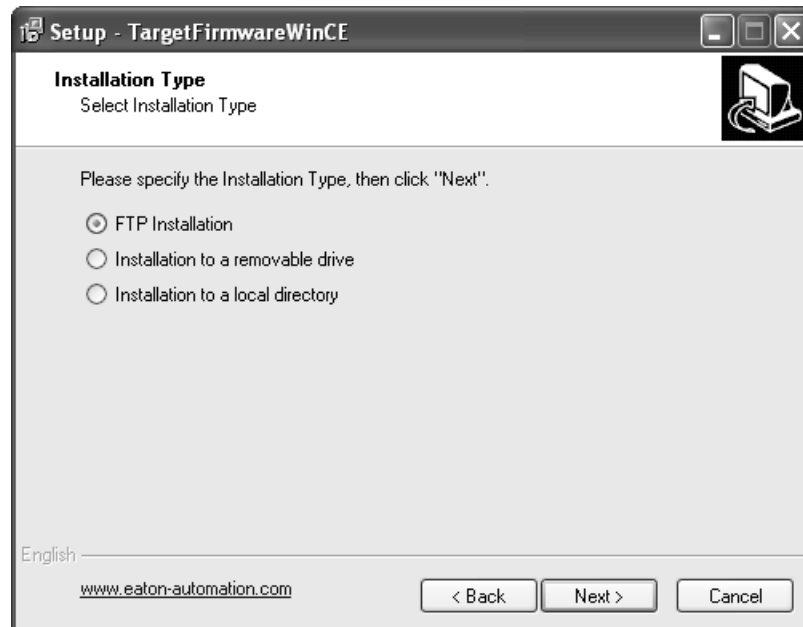 Setup - TargetFirmwareWinCE
Installation Type
Select Installation Type
Please specify the Installation Type, then click "Next".
FTP Installation
Installation to a removable drive
Installation to a local directory
English
www.eaton-automation.com
< Back
Next >
Cancel